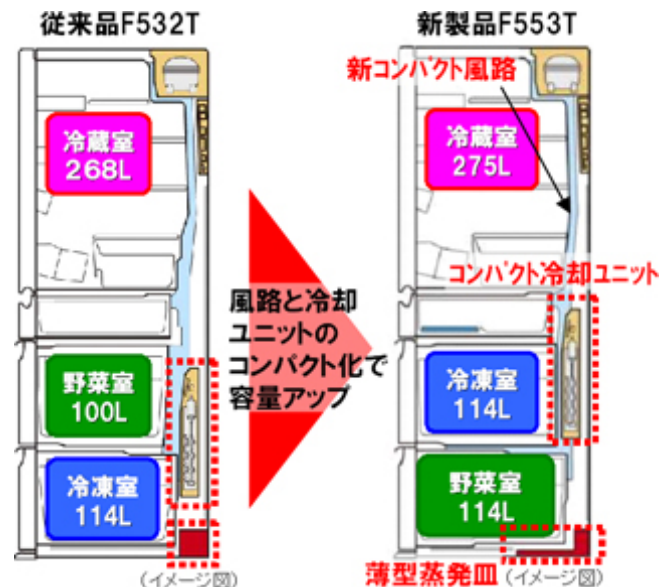 従来品F532T
新製品F553T
新コンパクト風路
冷蔵室
268L
冷蔵室
275L
コンパクト冷却ユニット
風路と冷却
ユニットの
コンパクト化で
容量アップ
野菜室
100L
冷凍室
114L
冷凍室
114L
野菜室
114L
(イメージ図)
薄型蒸発皿
(イメージ図)